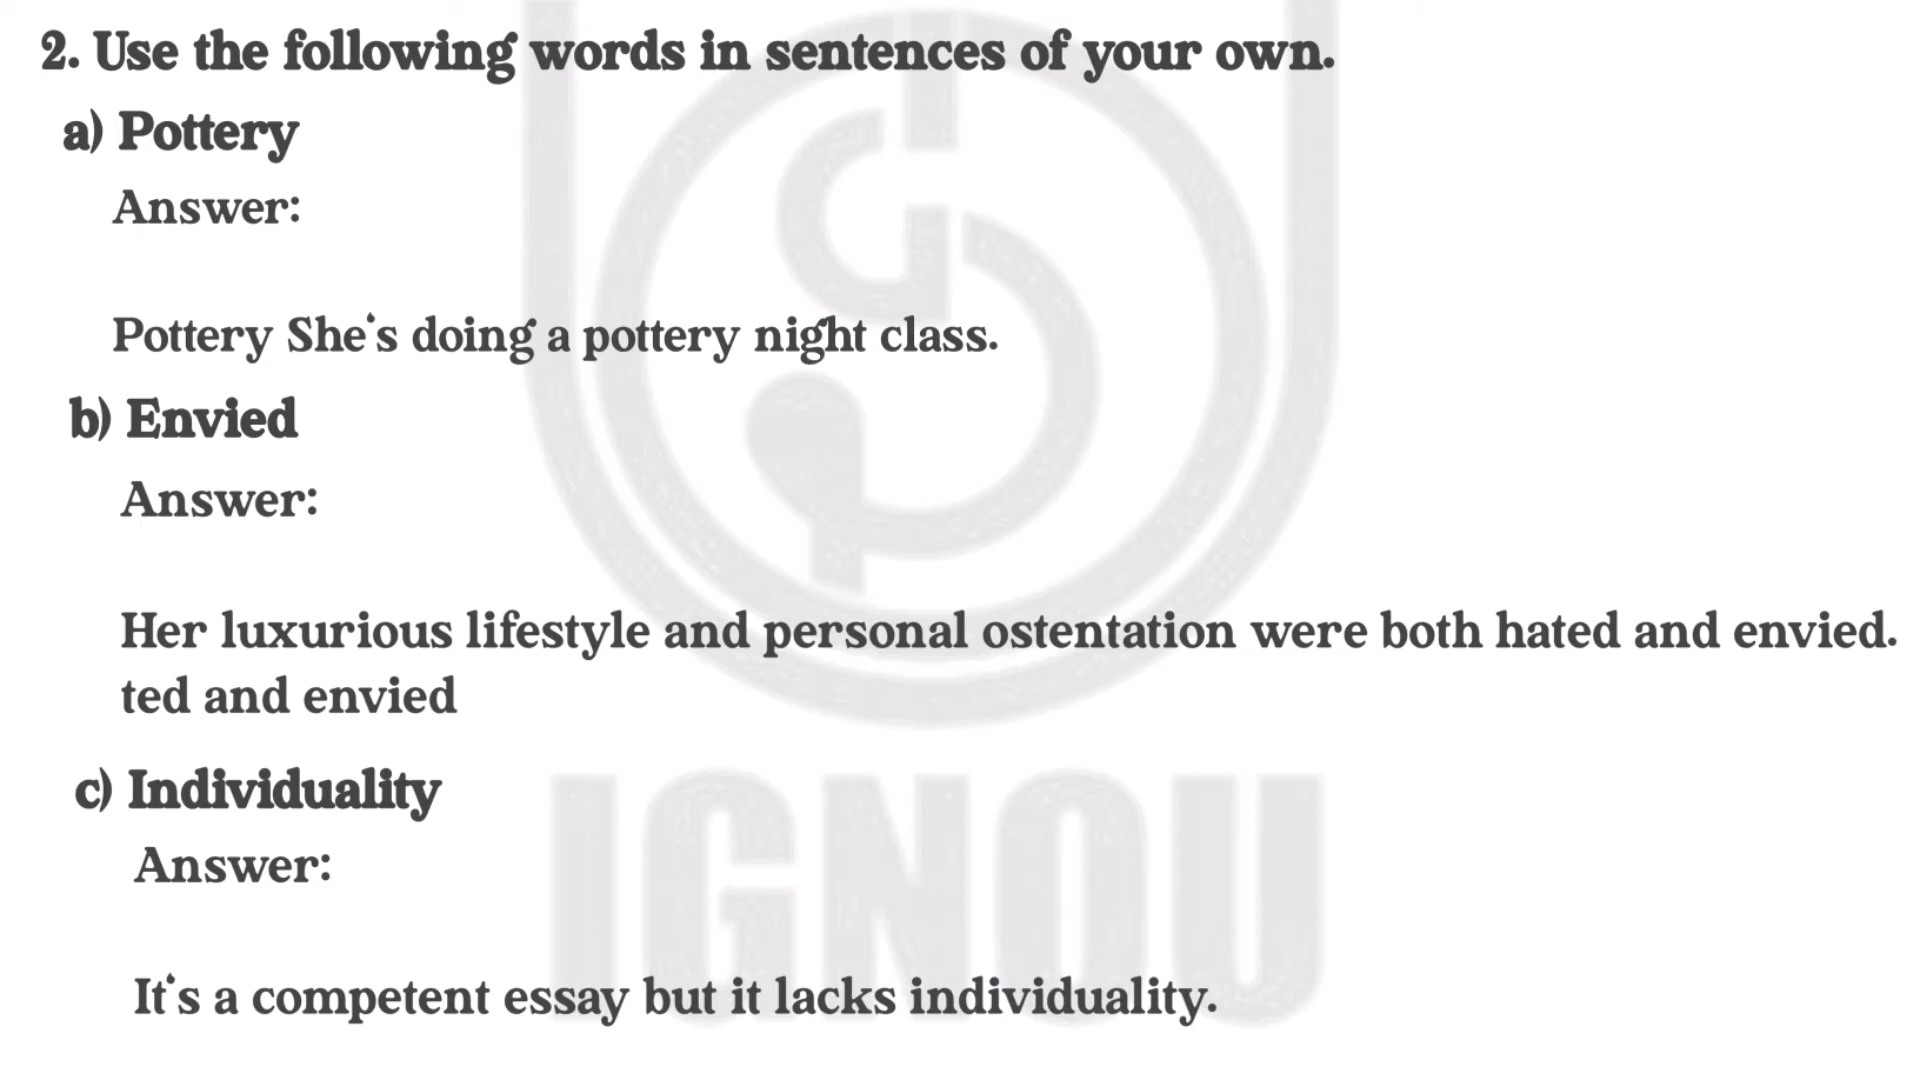 2. Use the following words in sentences of your own.
a) Pottery
Answer:
Pottery She's doing a pottery night class.
b) Envied
Answer:
Her luxurious lifestyle and personal ostentation were both hated and envied.
ted and envied
c) Individuality
Answer:
It's a competent essay but it lacks individuality.
IGNOU